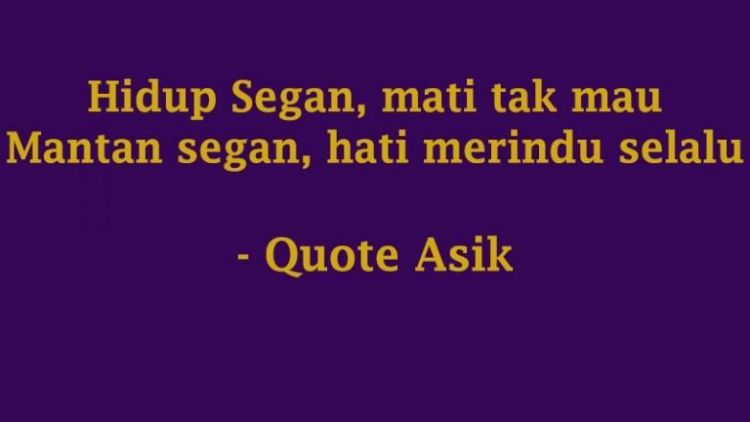 Hidup Segan, mati tak mau
Mantan segan, hati merindu selalu
- Quote Asik